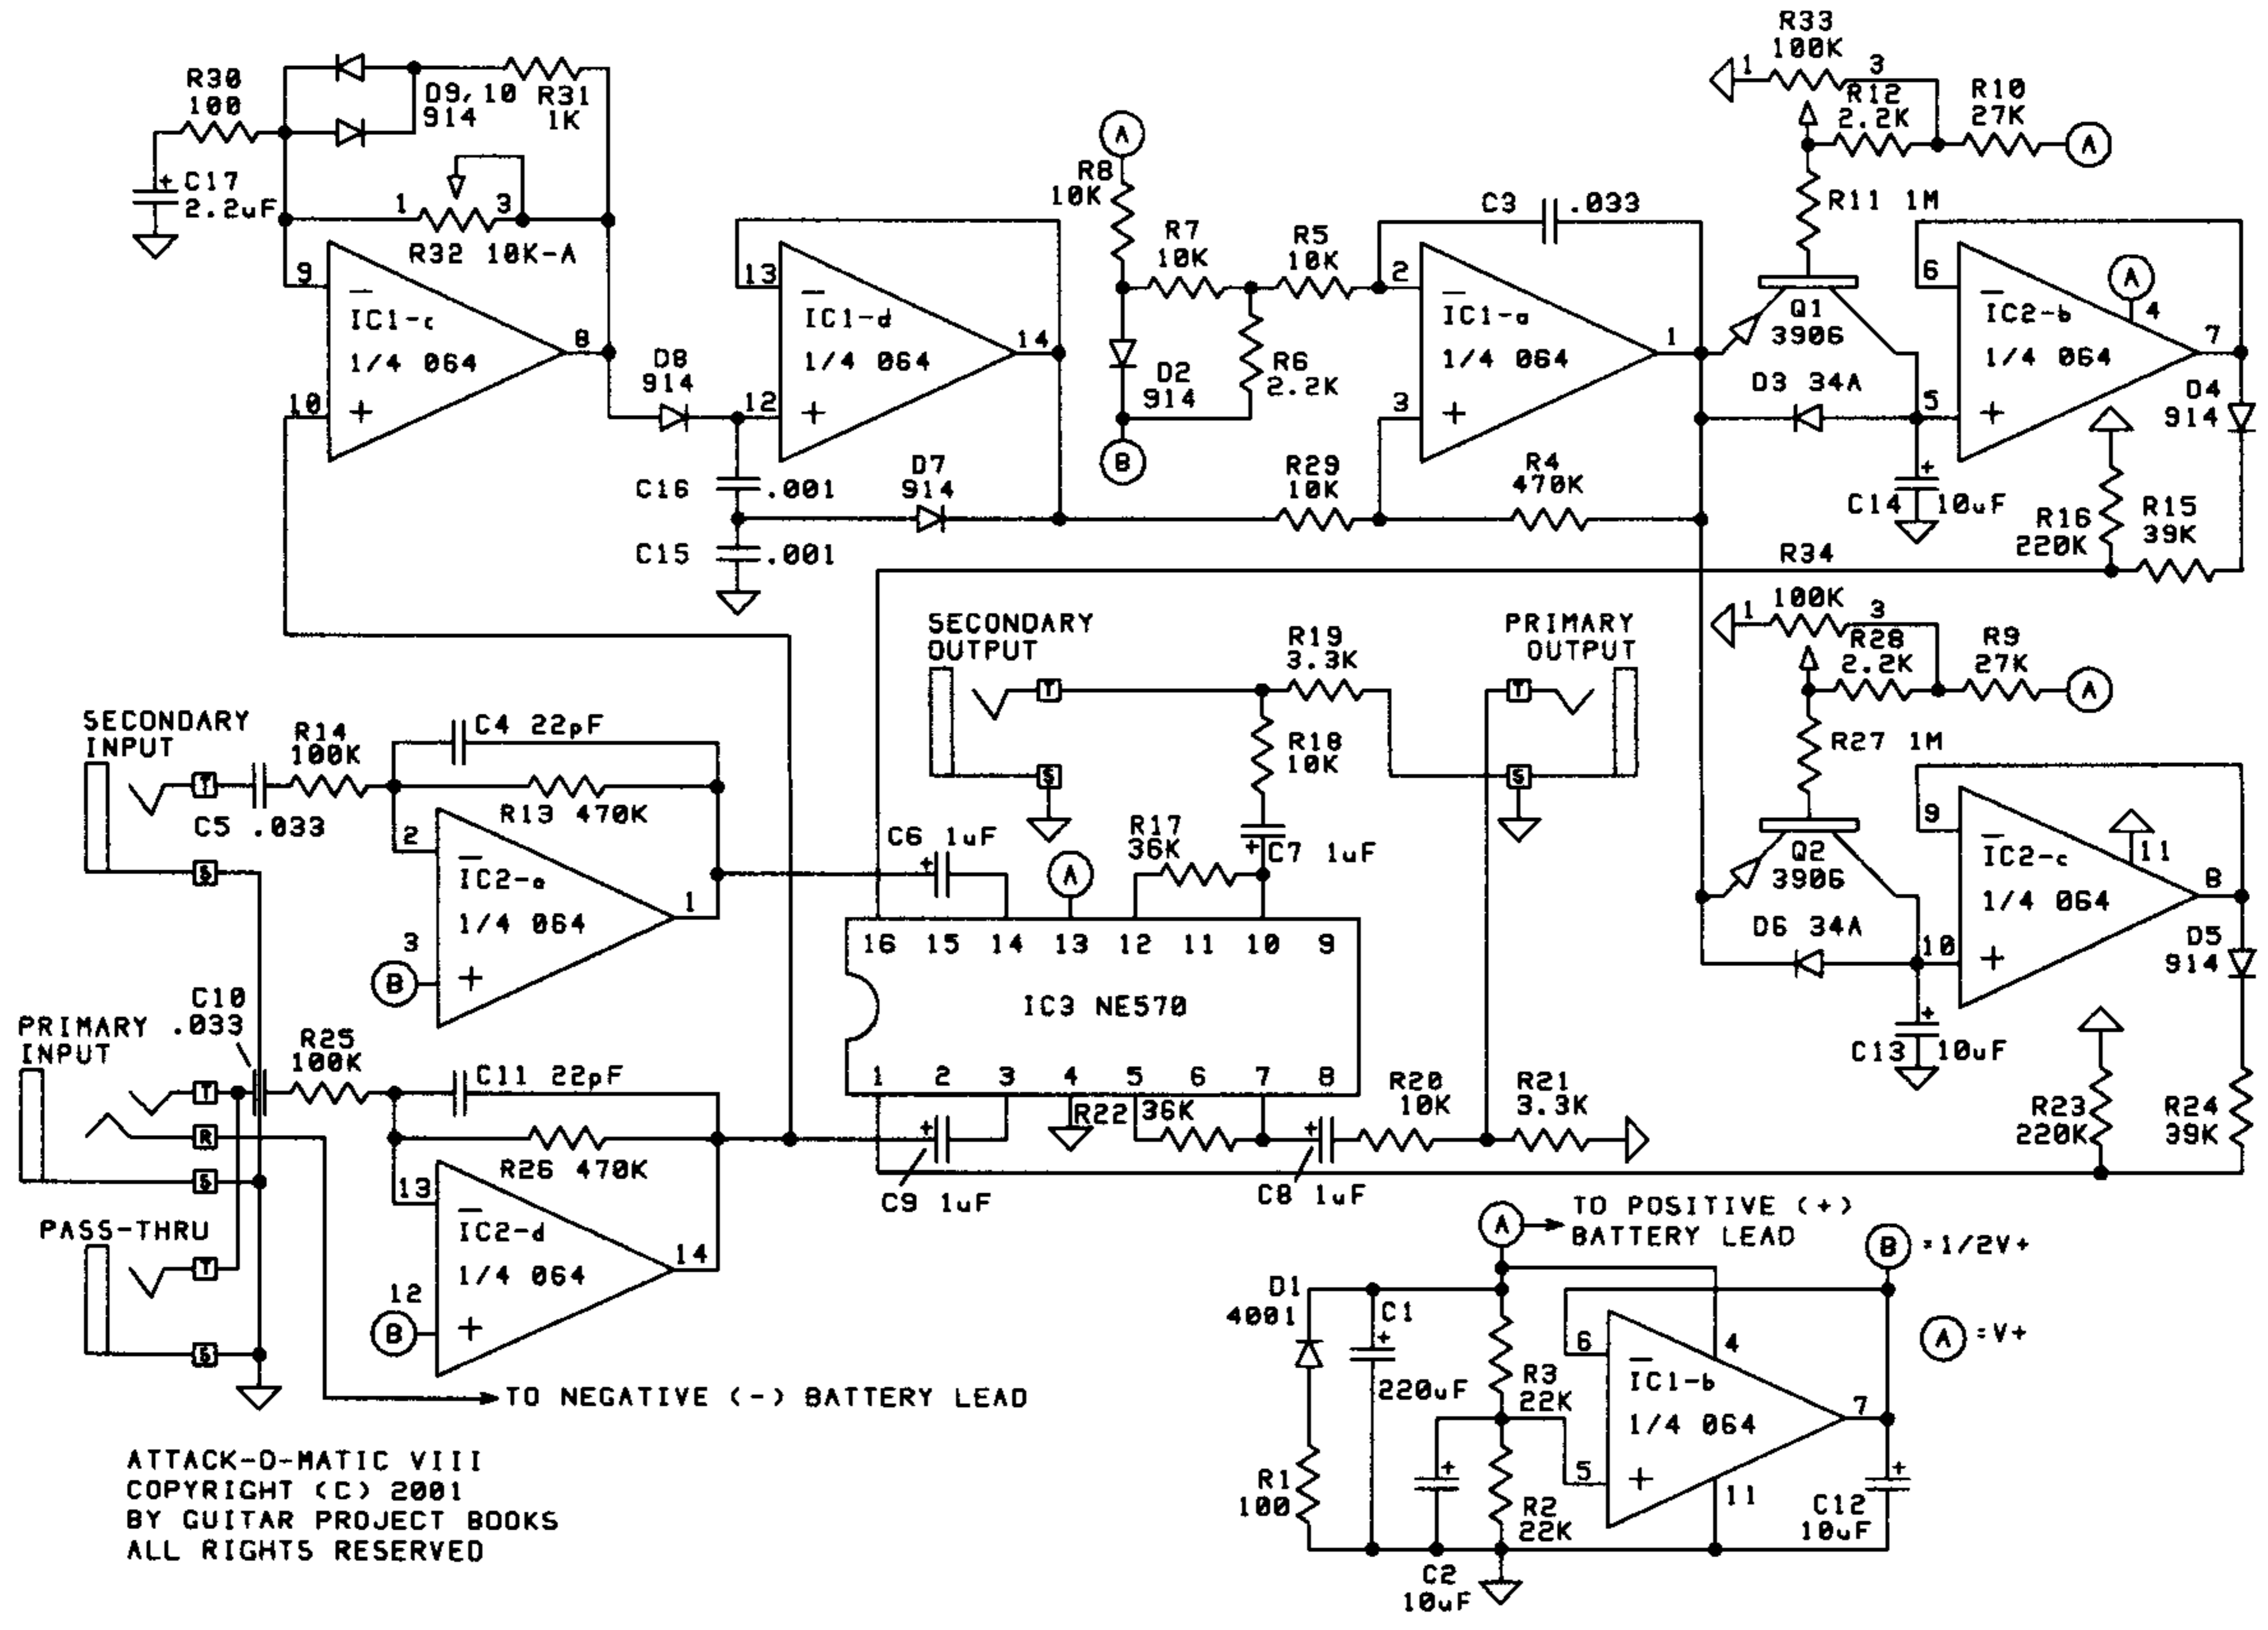 R33
100K
1
3
R30
100
D9,10
914
R31
1K
R12
2.2K
R10
27K
A
A
R8
10K
C17
2.2uF
+
1
3
R32 10K-A
C3
.033
R11 1M
R7
10K
R5
10K
9
–
IC1-c
1/4 064
8
10
+
13
–
IC1-d
1/4 064
14
12
+
2
–
IC1-a
1/4 064
1
3
+
Q1
3906
6
–
IC2-b
1/4 064
A
4
7
5
+
D8
914
D2
914
R6
2.2K
D3 34A
D4
914
B
C16
.001
D7
914
R29
10K
R4
470K
C14
+
10uF
R16
220K
R15
39K
C15
.001
R34
100K
1
3
SECONDARY
OUTPUT
R19
3.3K
PRIMARY
OUTPUT
R28
2.2K
R9
27K
A
T
T
SECONDARY
INPUT
R14
100K
C4 22pF
R18
10K
R27 1M
T
S
S
C5 .033
R13 470K
2
–
IC2-a
1/4 064
1
3
B
+
S
C6 1uF
+
A
R17
36K
+
C7 1uF
Q2
3906
9
–
IC2-c
1/4 064
11
8
10
+
D6 34A
D5
914
16 15 14 13 12 11 10 9
IC3 NE570
1 2 3 4 5 6 7 8
C13
+
10uF
C10
.033
PRIMARY
INPUT
R25
100K
C11 22pF
T
R
S
R26 470K
R22 36K
+
C9 1uF
+
C8 1uF
R20
10K
R21
3.3K
R23
220K
R24
39K
PASS-THRU
T
S
13
–
IC2-d
1/4 064
14
12
B
+
TO NEGATIVE (-) BATTERY LEAD
A
TO POSITIVE (+)
BATTERY LEAD
B
=1/2V+
A
=V+
D1
4001
C1
+
220uF
R3
22K
6
–
IC1-b
1/4 064
4
7
5
+
11
R1
100
+
C2
10uF
R2
22K
+
C12
10uF
ATTACK-O-MATIC VIII
COPYRIGHT (C) 2001
BY GUITAR PROJECT BOOKS
ALL RIGHTS RESERVED